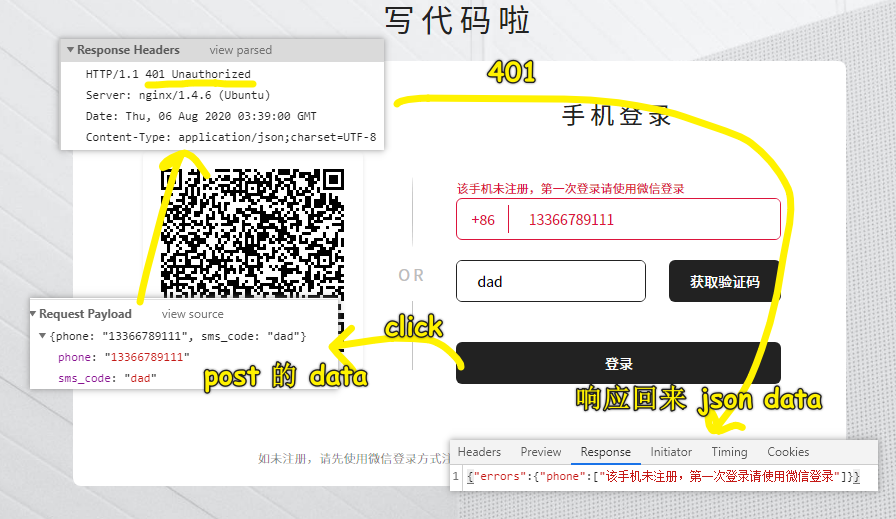 写代码啦
Response Headers view parsed
HTTP/1.1 401 Unauthorized
Server: nginx/1.4.6 (Ubuntu)
Date: Thu, 06 Aug 2020 03:39:00 GMT
Content-Type: application/json;charset=UTF-8
401
手机登录
该手机未注册，第一次登录请使用微信登录
+86 13366789111
OR
dad 获取验证码
Request Payload view source
{phone: "13366789111", sms_code: "dad"}
phone: "13366789111"
sms_code: "dad"
click
post 的 data
登录
响应回来 json data
如未注册，请先使用微信登录方式
Headers Preview Response Initiator Timing Cookies
1 {"errors":{"phone":["该手机未注册，第一次登录请使用微信登录"]}}